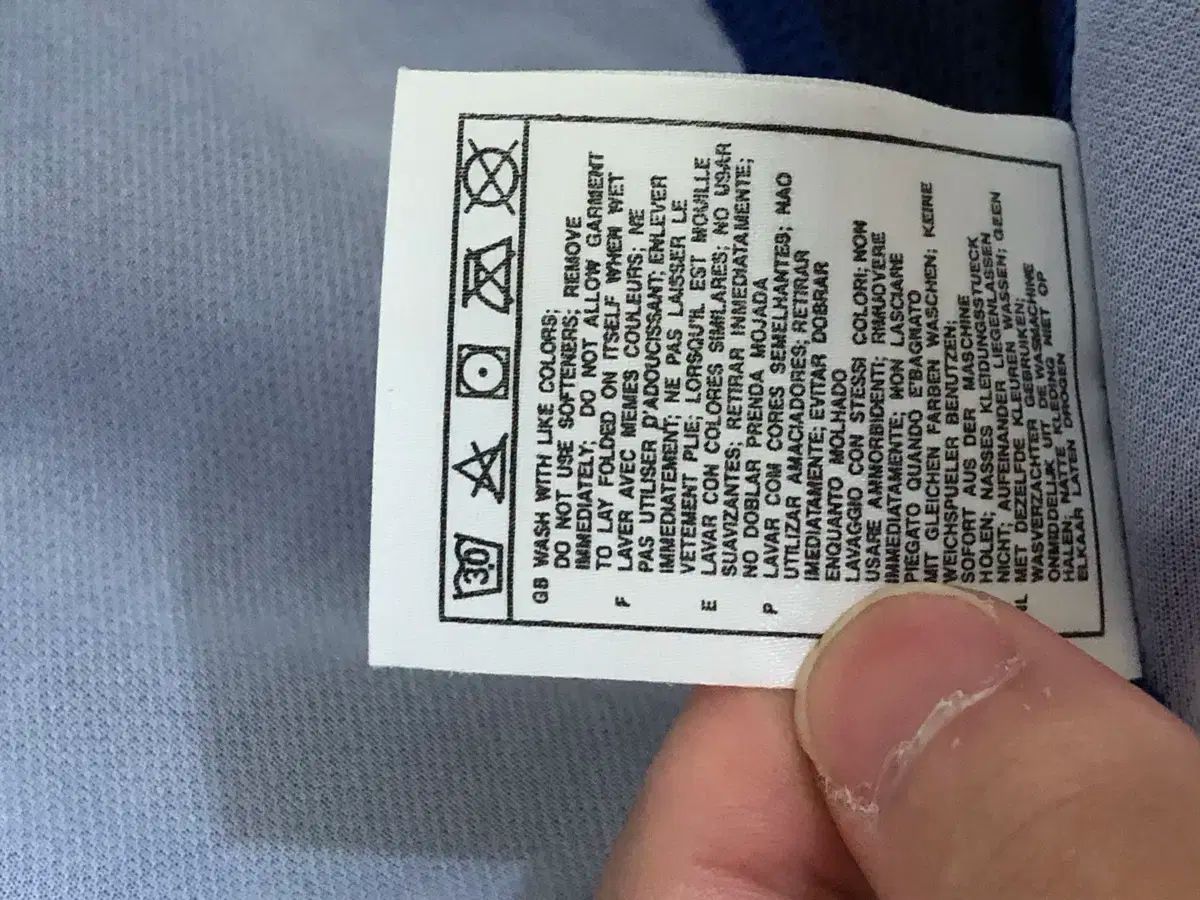 30
GB WASH WITH LIKE COLORS;
DO NOT USE SOFTENERS; REMOVE
IMMEDIATELY; DO NOT ALLOW GARMENT
TO LAY FOLDED ON ITSELF WHEN WET
F LAVER AVEC MEMES COULEURS; NE
PAS UTILISER D'ADOUCISSANT; ENLEVER
IMMEDIATEMENT; NE PAS LAISSER LE
VETEMENT PLIE; LORSQU'IL EST MOUILLE
E LAVAR CON COLORES SIMILARES; NO USAR
SUAVIZANTES; RETIRAR INMEDIATAMENTE;
NO DOBLAR PRENDA MOJADA
P LAVAR COM CORES SEMELHANTES; NAO
UTILIZAR AMACIADORES; RETIRAR
IMEDIATAMENTE; EVITAR DOBRAR
ENQUANTO MOLHADO
LAVAGGIO CON STESSI COLORI; NON
USARE AMMORBIDENTI; RIMUOVERE
IMMEDIATAMENTE; NON LASCIARE
PIEGATO QUANDO E'BAGNATO
MIT GLEICHEN FARBEN WASCHEN; KEINE
WEICHSPUELER BENUTZEN;
SOFORT AUS DER MASCHINE
HOLEN; NASSES KLEIDUNGSSTUECK
NICHT; AUFEINANDER LIEGENLASSEN
NL MET DEZELFDE KLEUREN WASSEN; GEEN
WASVERZACHTER GEBRUIKEN;
ONMIDDELIJK UIT DE WASMACHINE
HALEN; NATTE KLEDING NIET OP
ELKAAR LATEN DROGEN